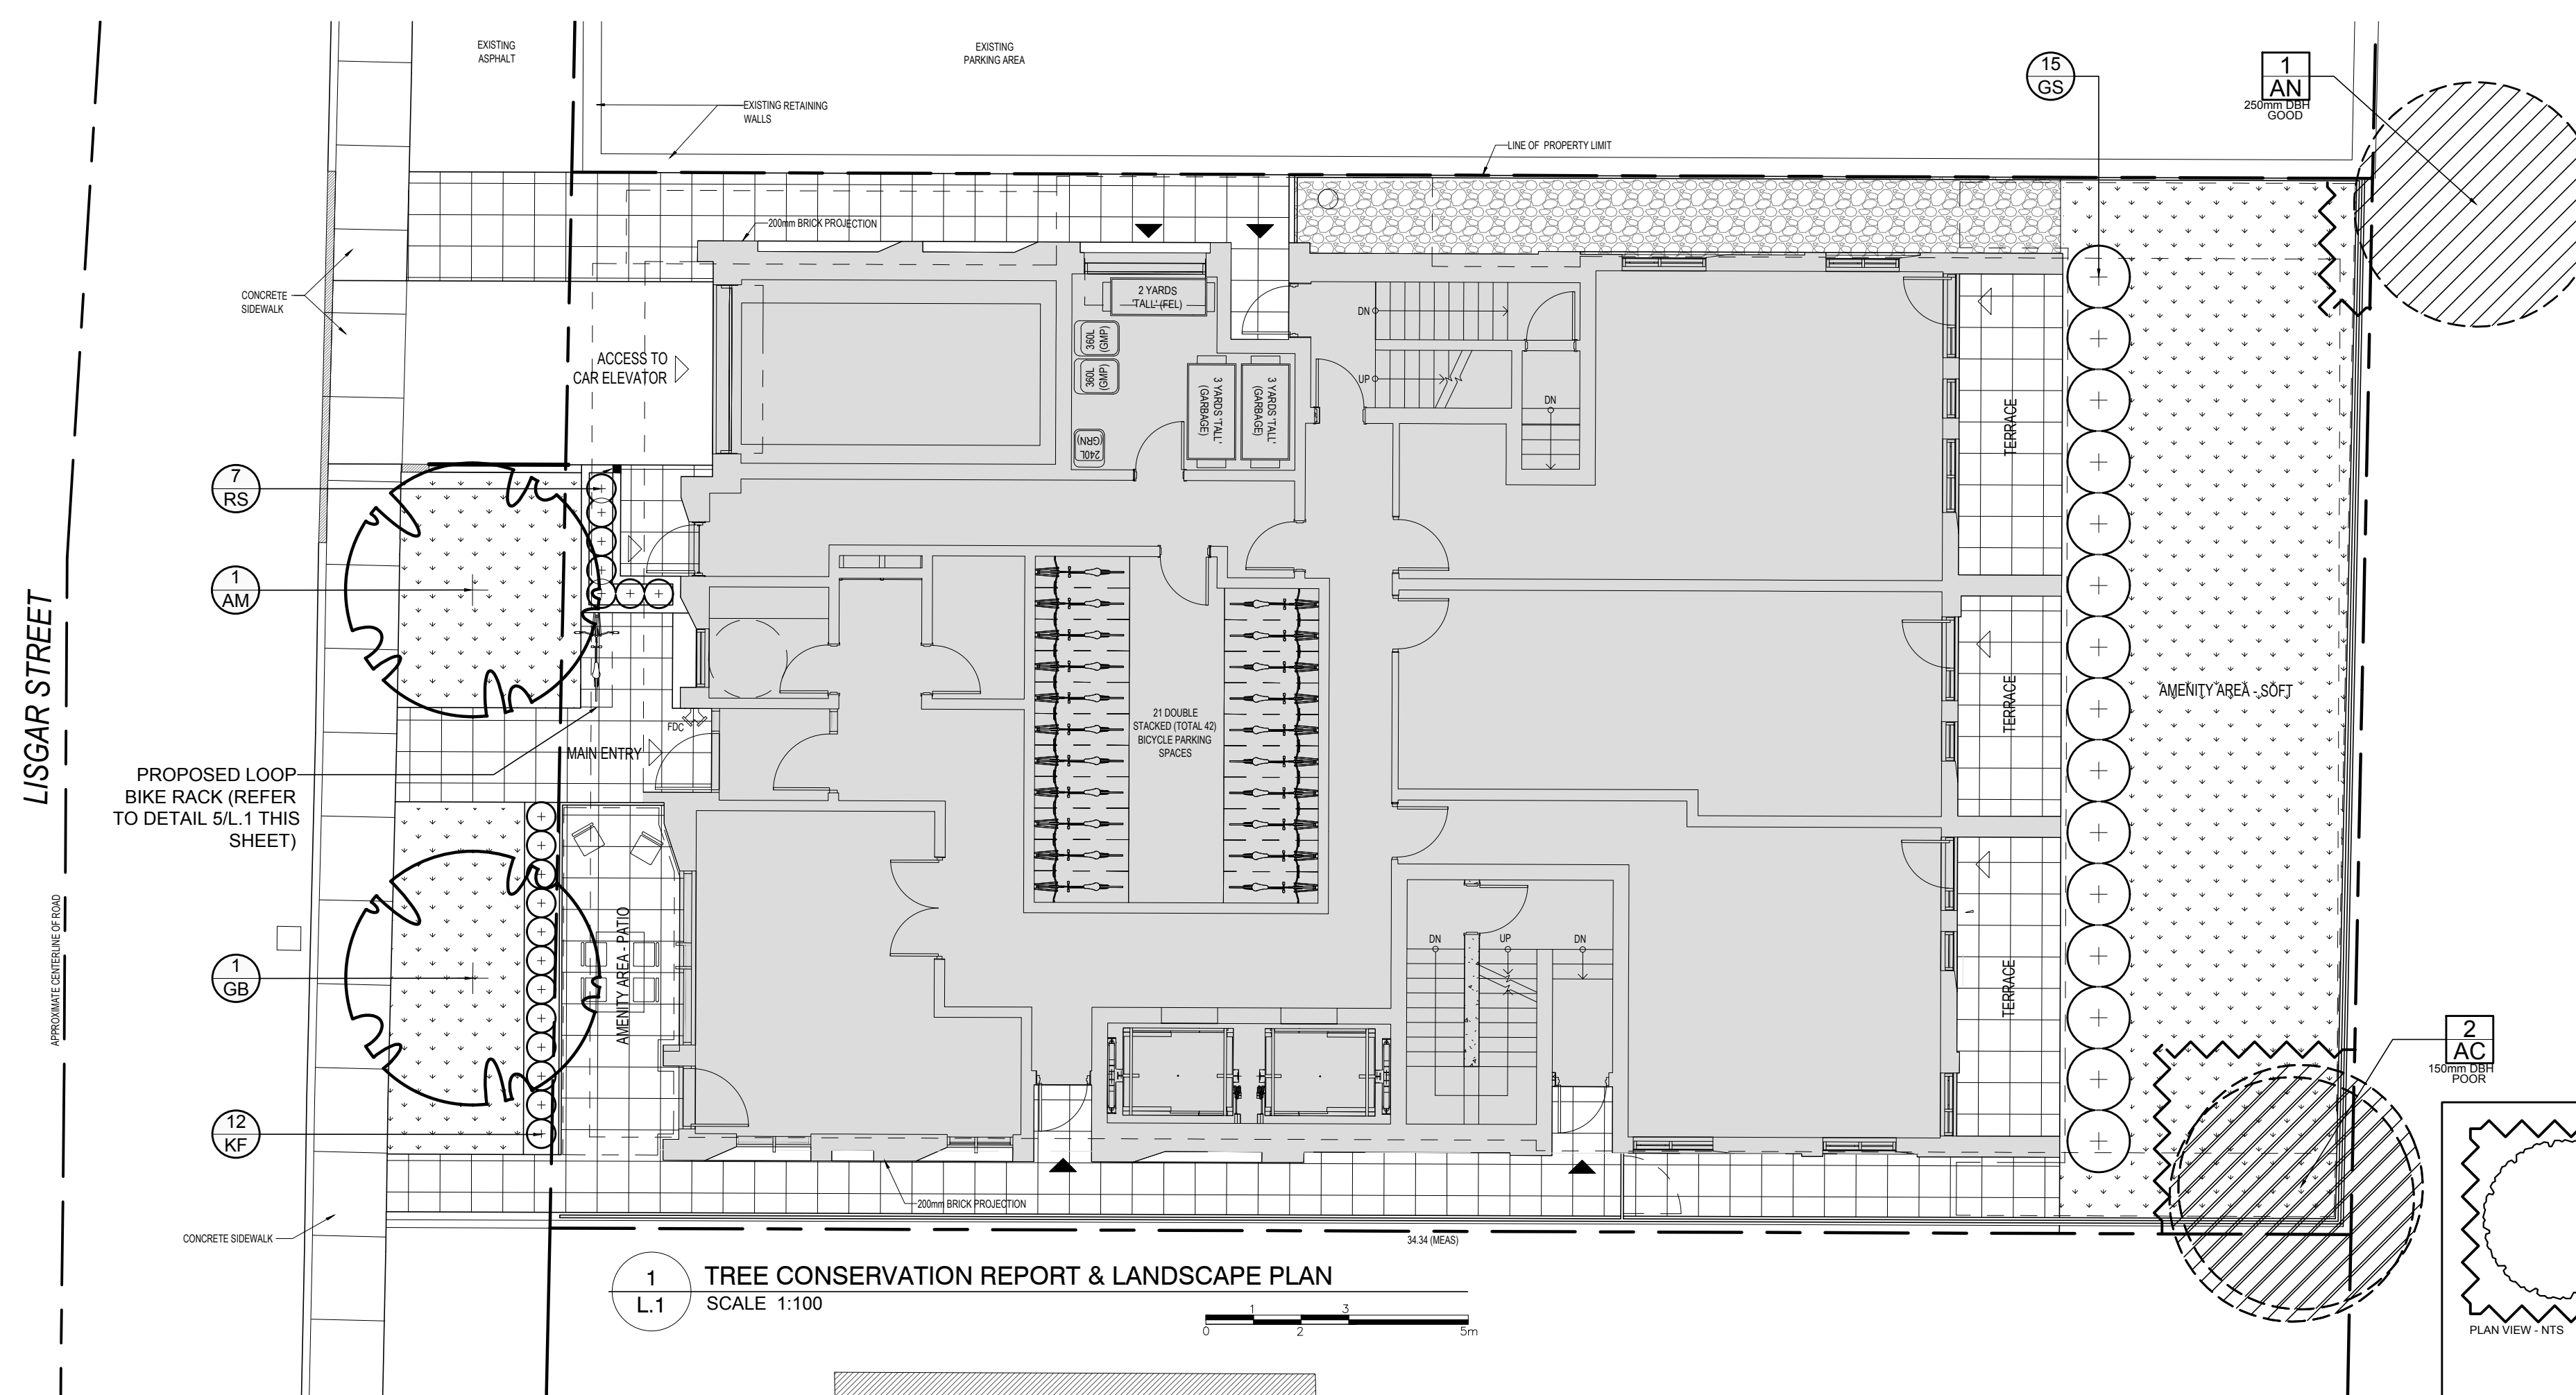 EXISTING
ASPHALT
EXISTING
PARKING AREA
15
GS
1
AN
250mm DBH
GOOD
EXISTING RETAINING
WALLS
LINE OF PROPERTY LIMIT
200mm BRICK PROJECTION
CONCRETE
SIDEWALK
2 YARDS
'TALL' (FEL)
DN
360L
(GMP)
360L
(GMP)
ACCESS TO
CAR ELEVATOR
3 YARDS 'TALL'
(GARBAGE)
3 YARDS 'TALL'
(GARBAGE)
UP
DN
TERRACE
240L
(GRN)
7
RS
1
AM
LISGAR STREET
TERRACE
AMENITY AREA - SOFT
FDC
21 DOUBLE
STACKED (TOTAL 42)
BICYCLE PARKING
SPACES
MAIN ENTRY
PROPOSED LOOP
BIKE RACK (REFER
TO DETAIL 5/L.1 THIS
SHEET)
APPROXIMATE CENTERLINE OF ROAD
AMENITY AREA - PATIO
DN
UP
DN
TERRACE
1
GB
2
AC
150mm DBH
POOR
12
KF
200mm BRICK PROJECTION
CONCRETE SIDEWALK
34.34 (MEAS)
1
L.1
TREE CONSERVATION REPORT & LANDSCAPE PLAN
SCALE 1:100
1
3
0
2
5m
PLAN VIEW - NTS